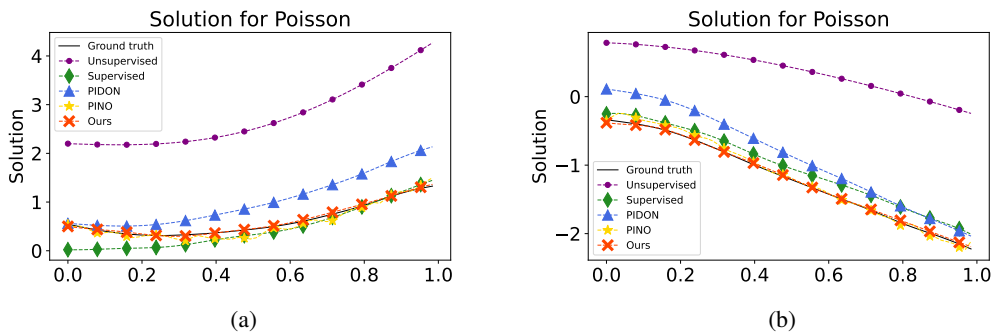 Solution for Poisson
Solution
4
3
2
1
0
Ground truth
Unsupervised
Supervised
PIDON
PINO
Ours
0.0 0.2 0.4 0.6 0.8 1.0
(a)
Solution for Poisson
Solution
0
−1
−2
Ground truth
Unsupervised
Supervised
PIDON
PINO
Ours
0.0 0.2 0.4 0.6 0.8 1.0
(b)